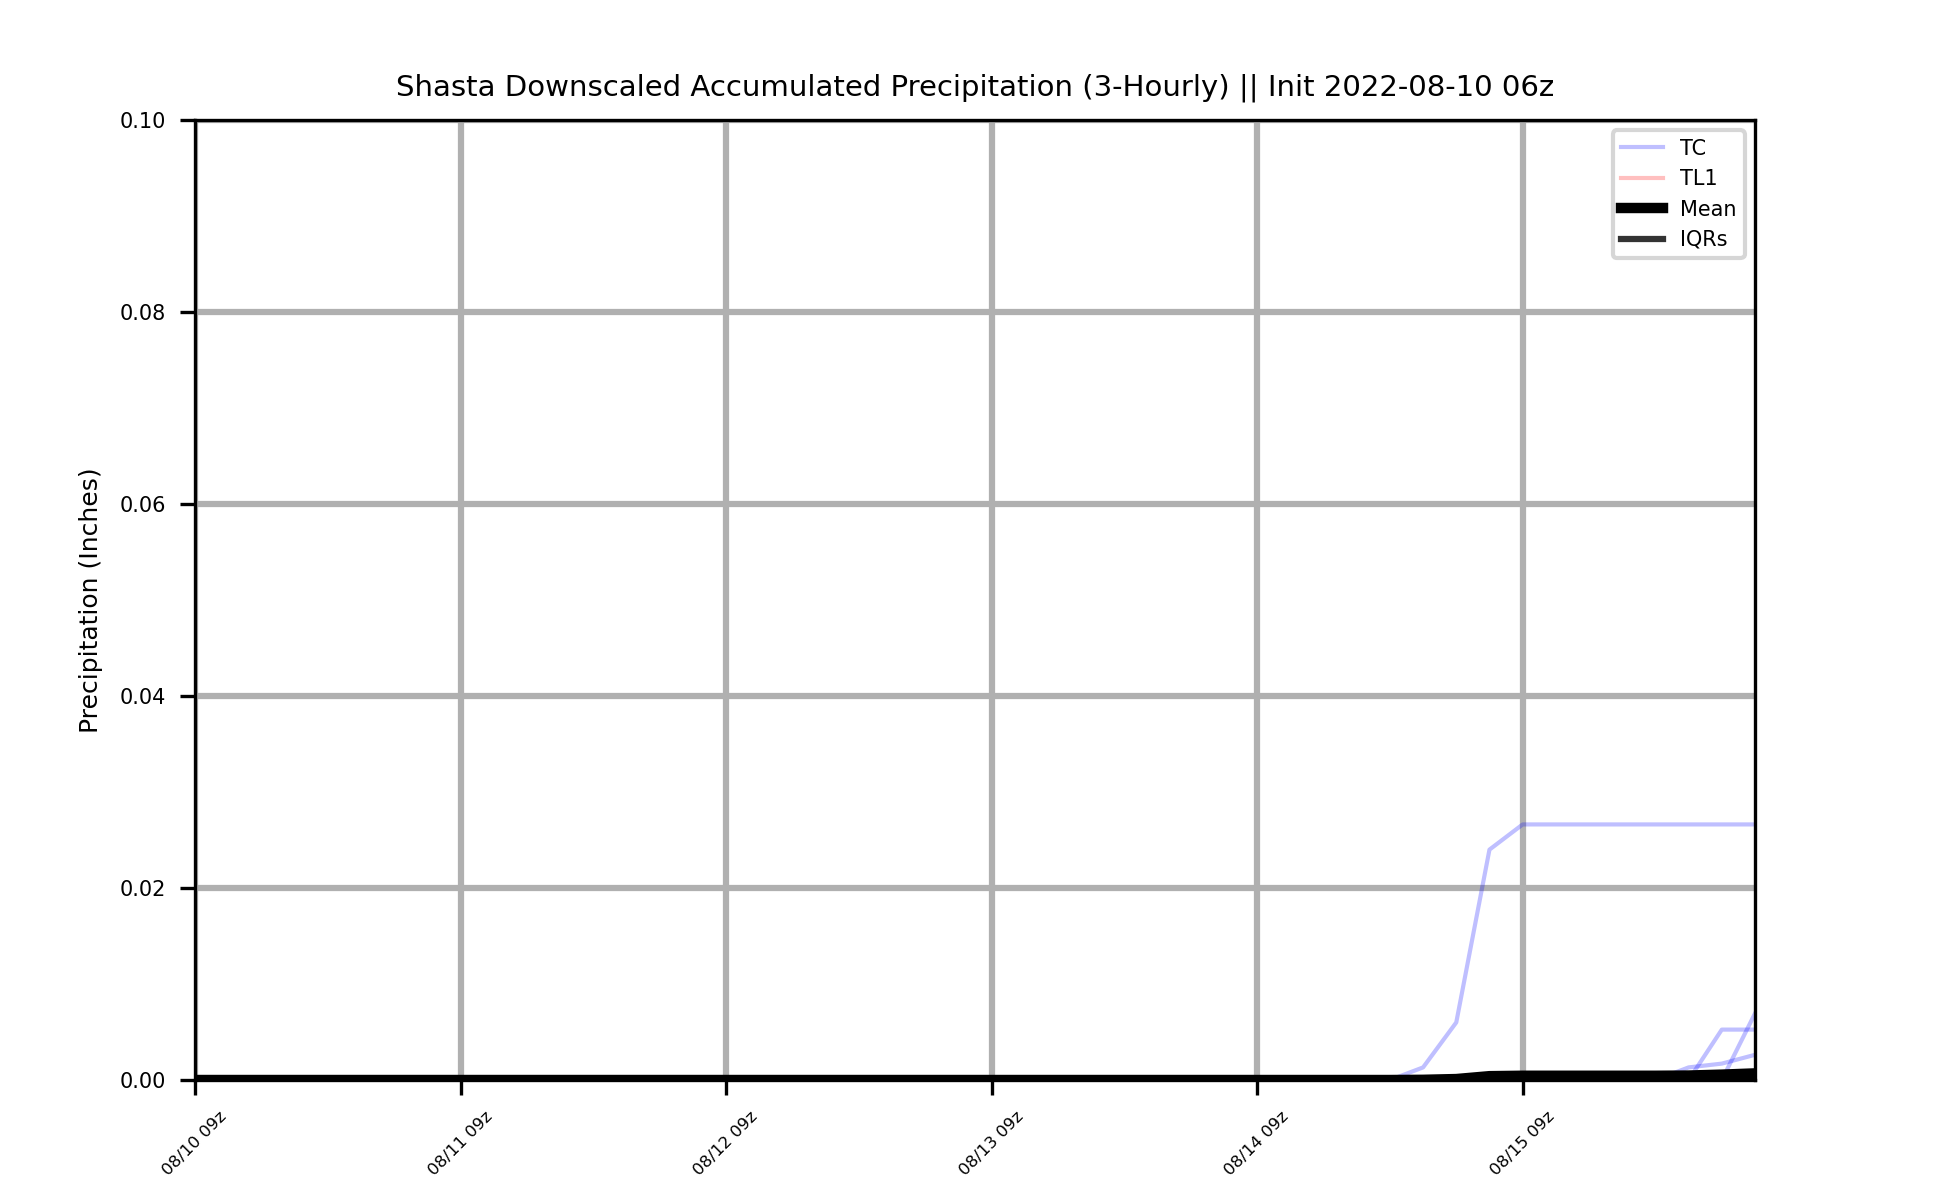 Shasta Downscaled Accumulated Precipitation (3-Hourly) || Init 2022-08-10 06z
TC
TL1
Mean
IQRs
Precipitation (Inches)
0.10
0.08
0.06
0.04
0.02
0.00
08/10 09z
08/11 09z
08/12 09z
08/13 09z
08/14 09z
08/15 09z